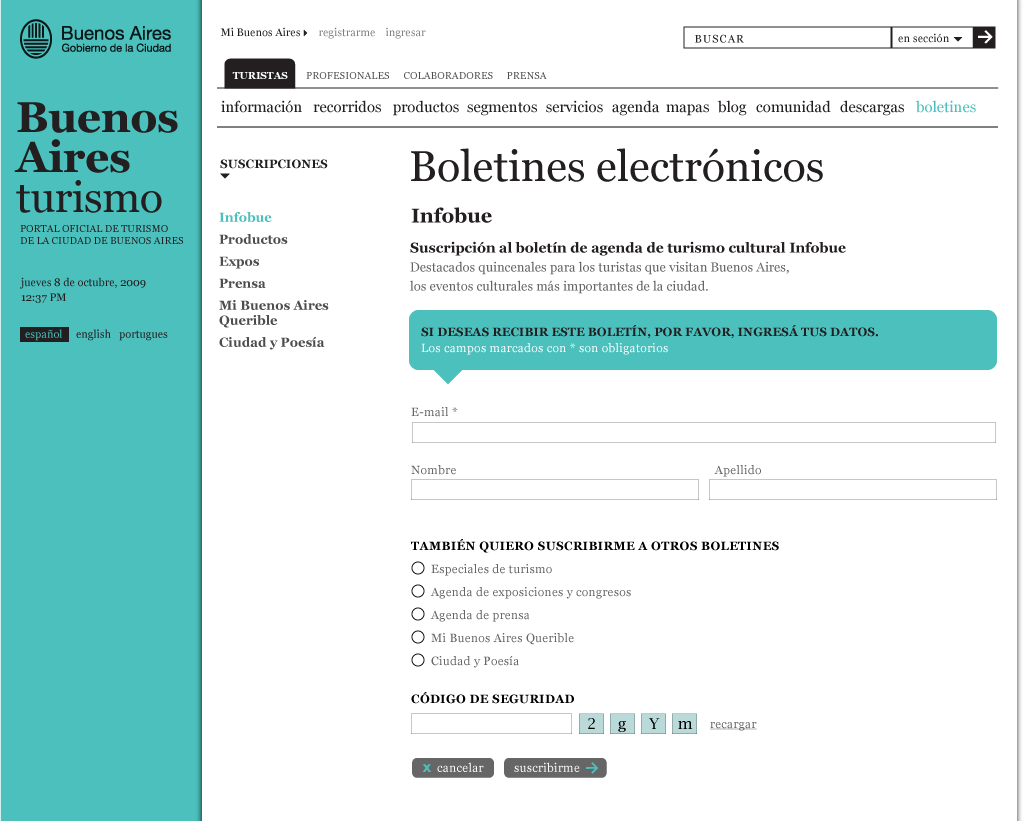 Buenos Aires
Gobierno de la Ciudad
Buenos
Aires
turismo
PORTAL OFICIAL DE TURISMO
DE LA CIUDAD DE BUENOS AIRES
jueves 8 de octubre, 2009
12:37 PM
español english portugues
Mi Buenos Aires registrarme ingresar
BUSCAR en sección
TURISTAS PROFESIONALES COLABORADORES PRENSA
información recorridos productos segmentos servicios agenda mapas blog comunidad descargas boletines
SUSCRIPCIONES
Infobue
Productos
Expos
Prensa
Mi Buenos Aires
Querible
Ciudad y Poesía
Boletines electrónicos
Infobue
Suscripción al boletín de agenda de turismo cultural Infobue
Destacados quincenales para los turistas que visitan Buenos Aires,
los eventos culturales más importantes de la ciudad.
SI DESEAS RECIBIR ESTE BOLETÍN, POR FAVOR, INGRESÁ TUS DATOS.
Los campos marcados con * son obligatorios
E-mail *
Nombre Apellido
TAMBIÉN QUIERO SUSCRIBIRME A OTROS BOLETINES
Especiales de turismo
Agenda de exposiciones y congresos
Agenda de prensa
Mi Buenos Aires Querible
Ciudad y Poesía
CÓDIGO DE SEGURIDAD
2 g Y m recargar
x cancelar suscribirme